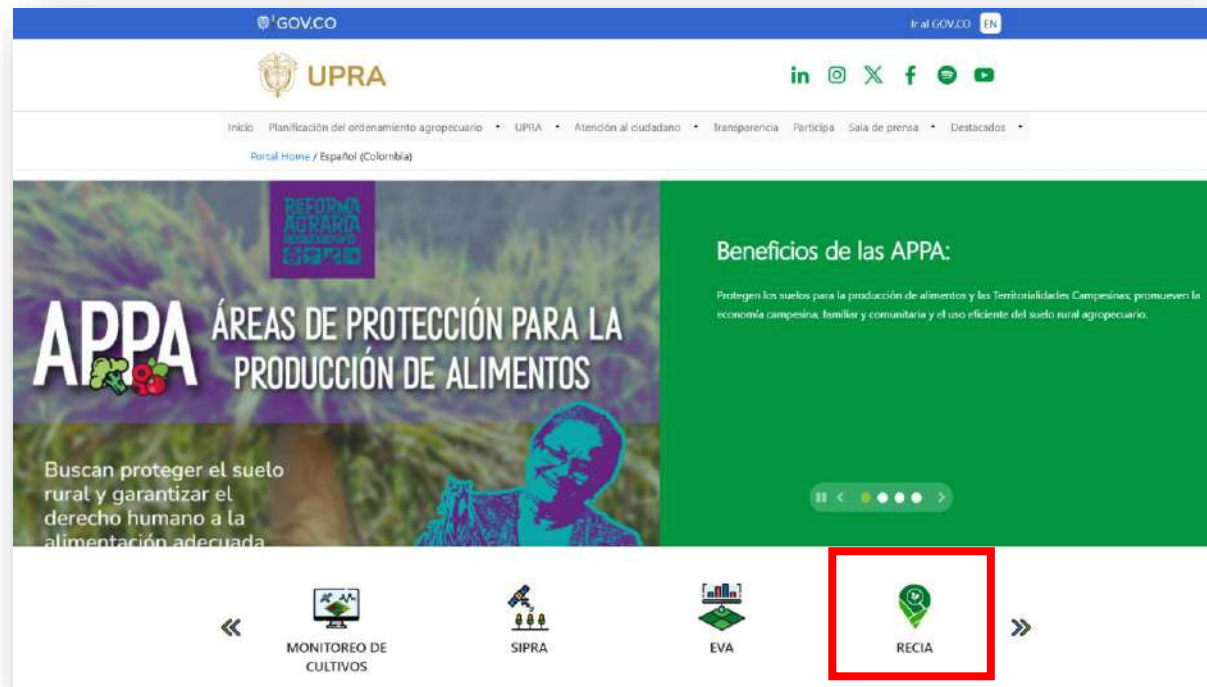 GOV.CO
Ir al GOV.CO EN
UPRA
Inicio Planificación del ordenamiento agropecuario UPRA Atención al ciudadano Transparencia Participa Sala de prensa Destacados
Portal Home / Español (Colombia)
REFORMA
AGRARIA
APPA
ÁREAS DE PROTECCIÓN PARA LA
PRODUCCIÓN DE ALIMENTOS
Buscan proteger el suelo
rural y garantizar el
derecho humano a la
alimentación adecuada
Beneficios de las APPA:
Protegen los suelos para la producción de alimentos y las Territorialidades Campesinas; promueven la
economía campesina, familiar y comunitaria y el uso eficiente del suelo rural agropecuario.
MONITOREO DE
CULTIVOS
SIPRA
EVA
RECIA